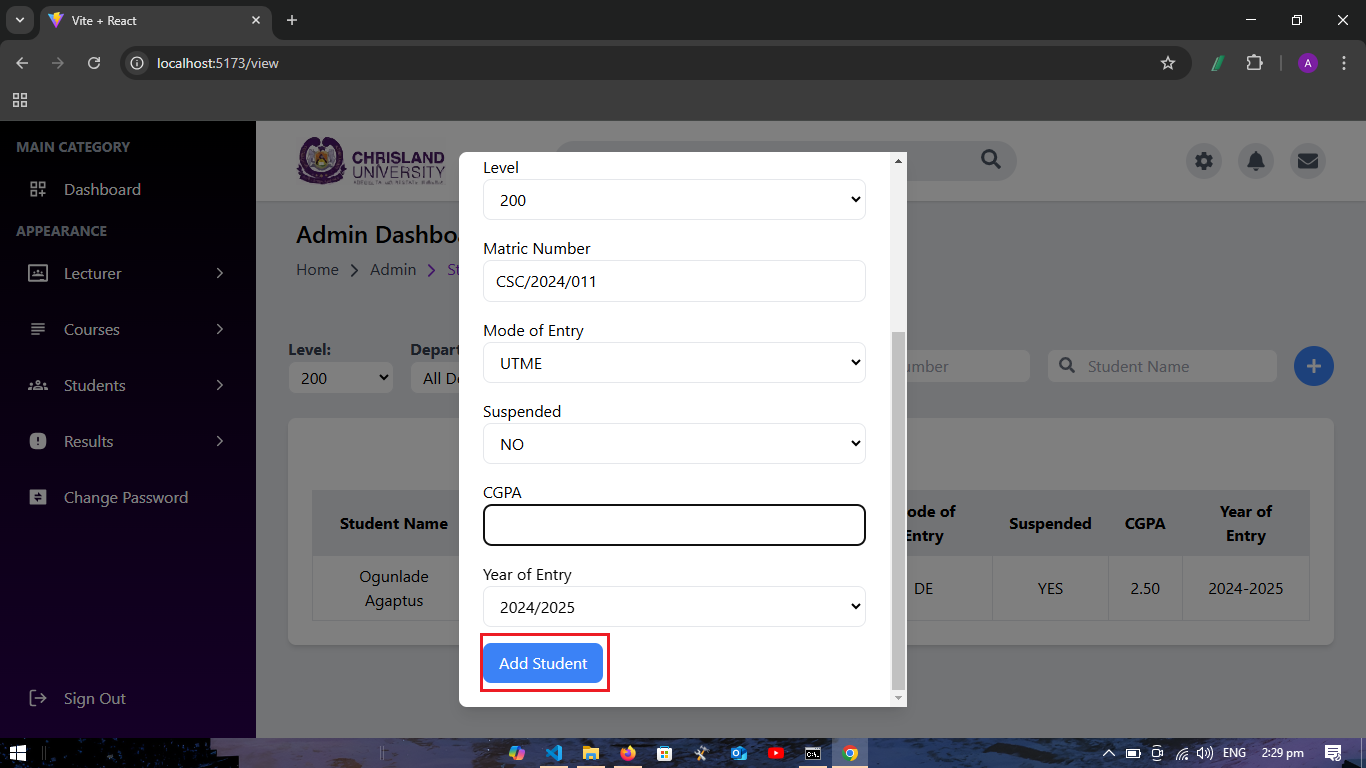 Vite + React
localhost:5173/view
A
MAIN CATEGORY
Dashboard
APPEARANCE
Lecturer
Courses
Students
Results
Change Password
Sign Out
CHRISLAND
UNIVERSITY
Admin Dashbo
Home > Admin > St
Level:
Depart
200
All De
umber
Student Name
+
Student Name
ode of
Entry
Suspended
CGPA
Year of
Entry
Ogunlade
Agaptus
DE
YES
2.50
2024-2025
Level
200
Matric Number
CSC/2024/011
Mode of Entry
UTME
Suspended
NO
CGPA
Year of Entry
2024/2025
Add Student
ENG
2:29 pm